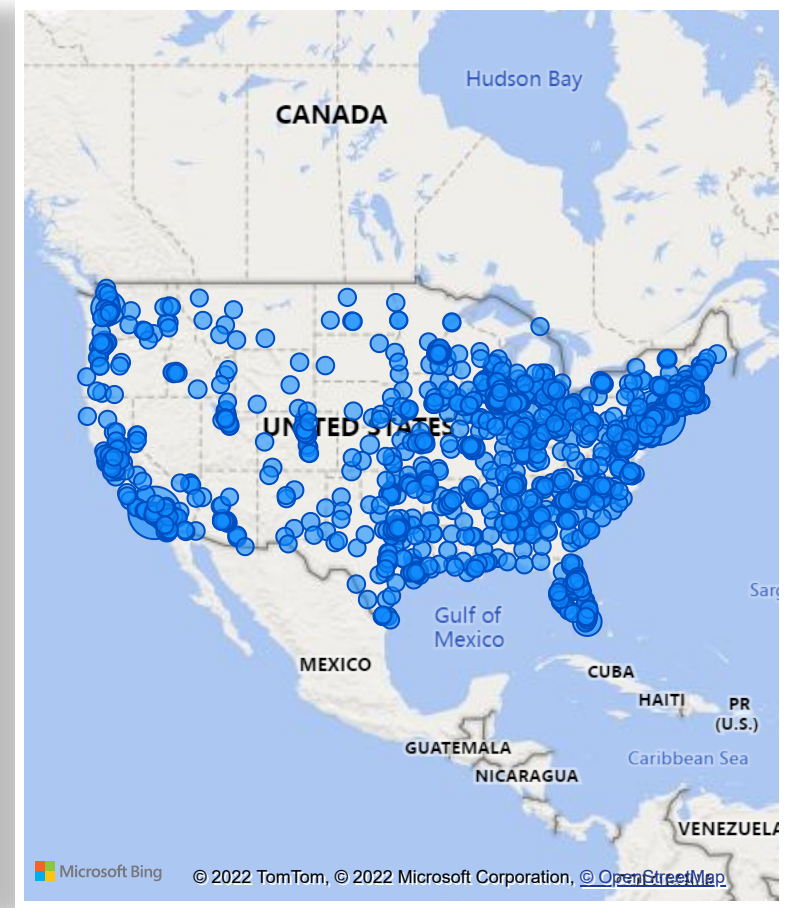 Hudson Bay
CANADA
UNITED STATES
Gulf of
Mexico
MEXICO
CUBA
HAITI
PR
(U.S.)
GUATEMALA
Caribbean Sea
NICARAGUA
VENEZUELA
Microsoft Bing
© 2022 TomTom, © 2022 Microsoft Corporation, © OpenStreetMap